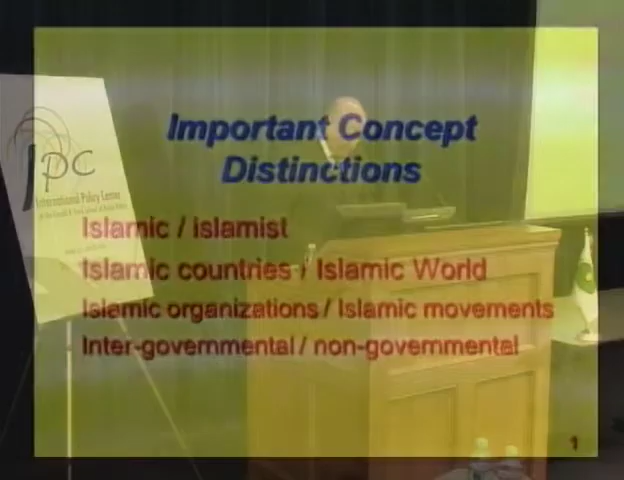 Important Concept
Distinctions
Islamic / islamist
Islamic countries / Islamic World
Islamic organizations / Islamic movements
Inter-governmental / non-governmental
1
IPC
International Policy Center